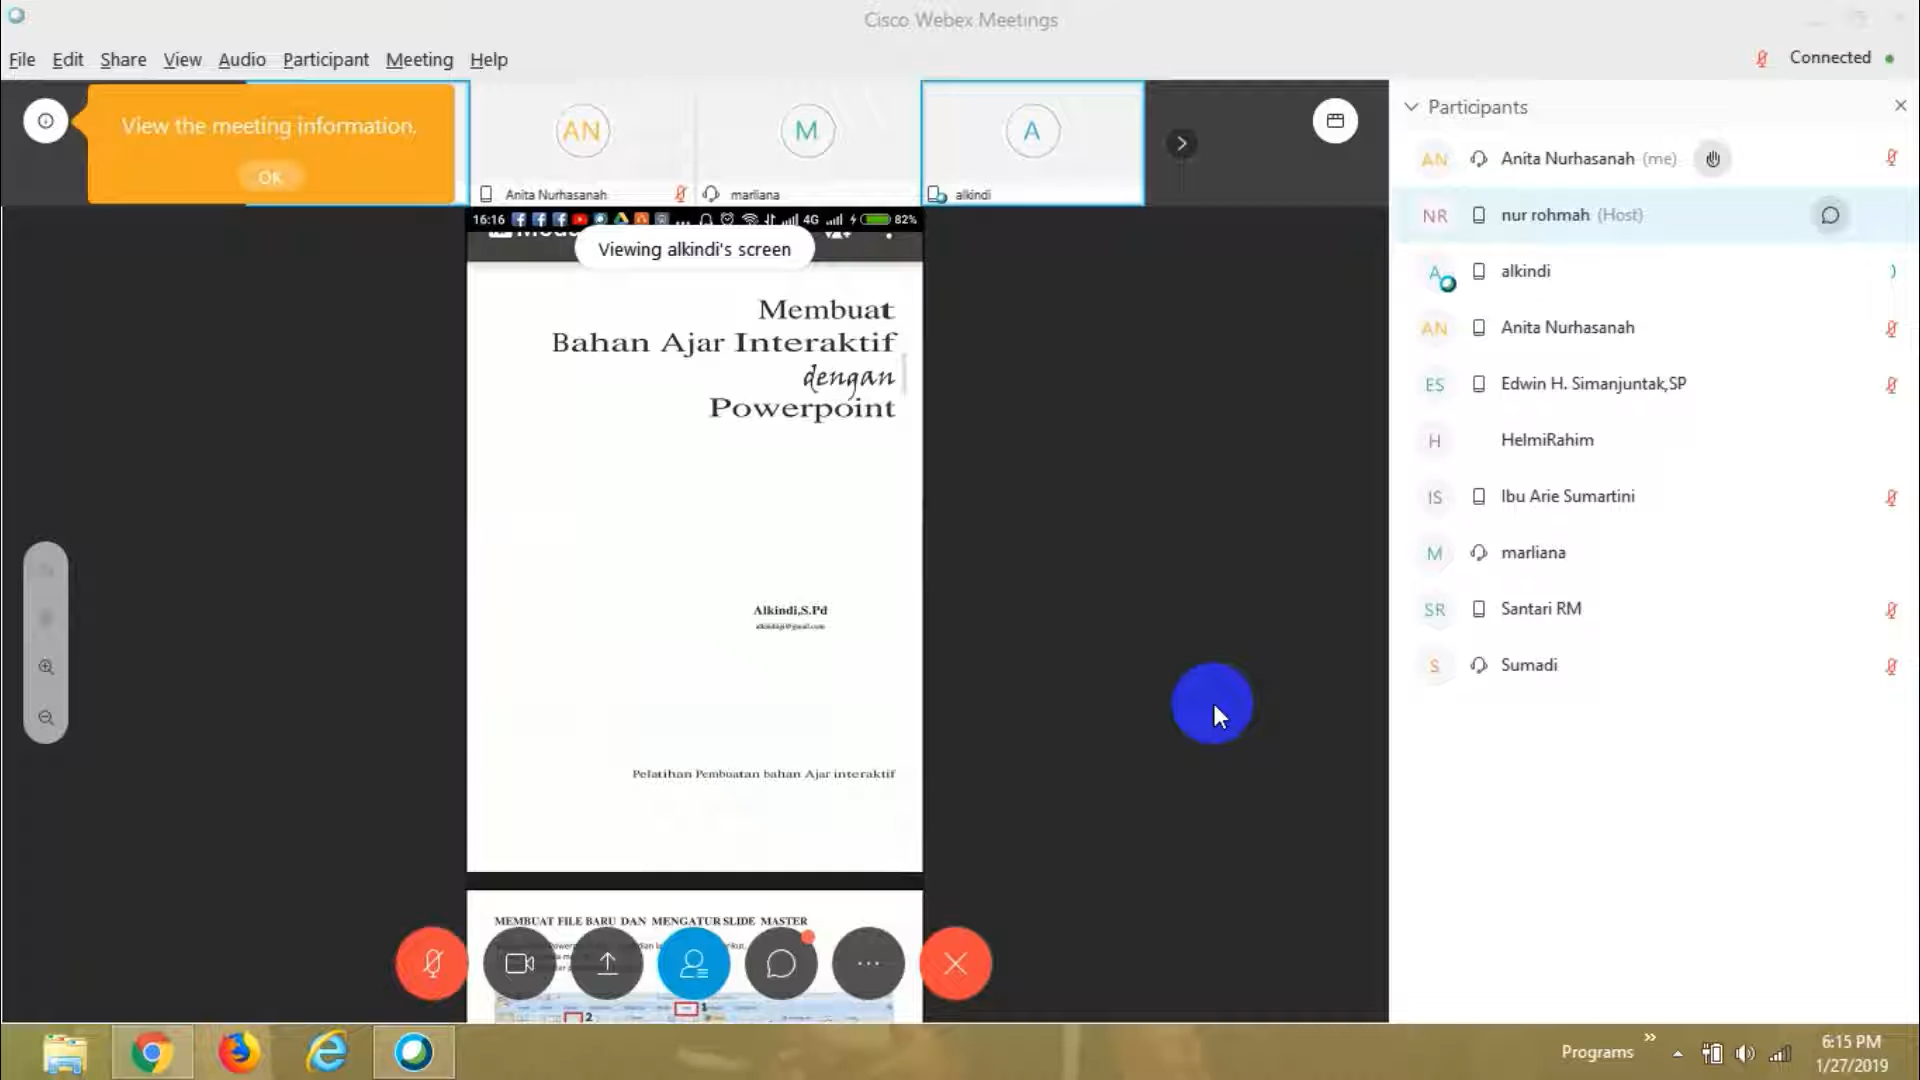 Cisco Webex Meetings
File Edit Share View Audio Participant Meeting Help
Connected
View the meeting information.
OK
AN
M
A
Anita Nurhasanah
marliana
alkindi
16:16
4G
82%
Viewing alkindi's screen
Membuat
Bahan Ajar Interaktif
dengan
Powerpoint
Alkindi,S.Pd
Pelatihan Pembuatan bahan Ajar interaktif
MEMBUAT FILE BARU DAN MENGATUR SLIDE MASTER
1
2
Participants
AN Anita Nurhasanah (me)
NR nur rohmah (Host)
A alkindi
AN Anita Nurhasanah
ES Edwin H. Simanjuntak,SP
H HelmiRahim
IS Ibu Arie Sumartini
M marliana
SR Santari RM
S Sumadi
Programs
6:15 PM
1/27/2019